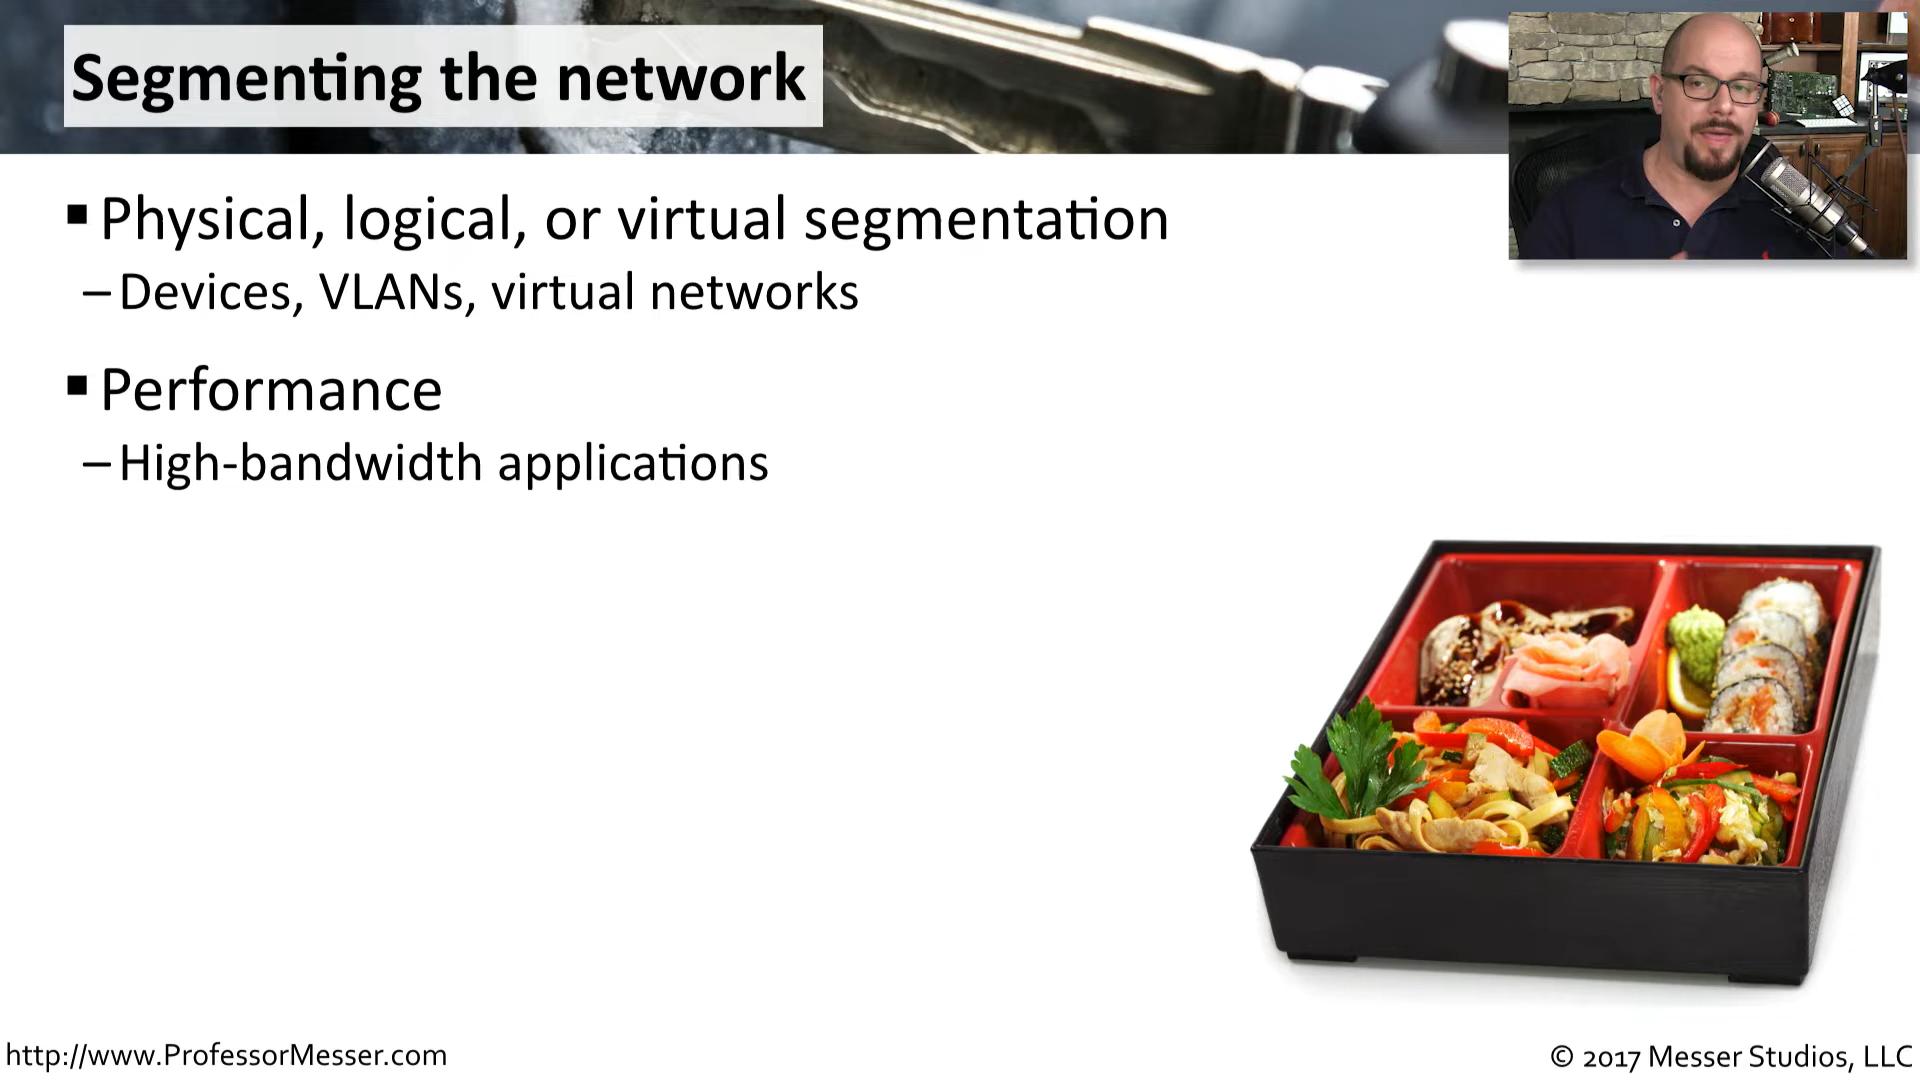 Segmenting the network
▪ Physical, logical, or virtual segmentation
– Devices, VLANs, virtual networks
▪ Performance
– High-bandwidth applications
http://www.ProfessorMesser.com
© 2017 Messer Studios, LLC